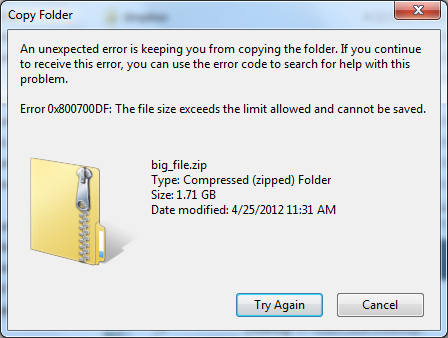 Copy Folder
An unexpected error is keeping you from copying the folder. If you continue
to receive this error, you can use the error code to search for help with this
problem.
Error 0x800700DF: The file size exceeds the limit allowed and cannot be saved.
big_file.zip
Type: Compressed (zipped) Folder
Size: 1.71 GB
Date modified: 4/25/2012 11:31 AM
Try Again
Cancel